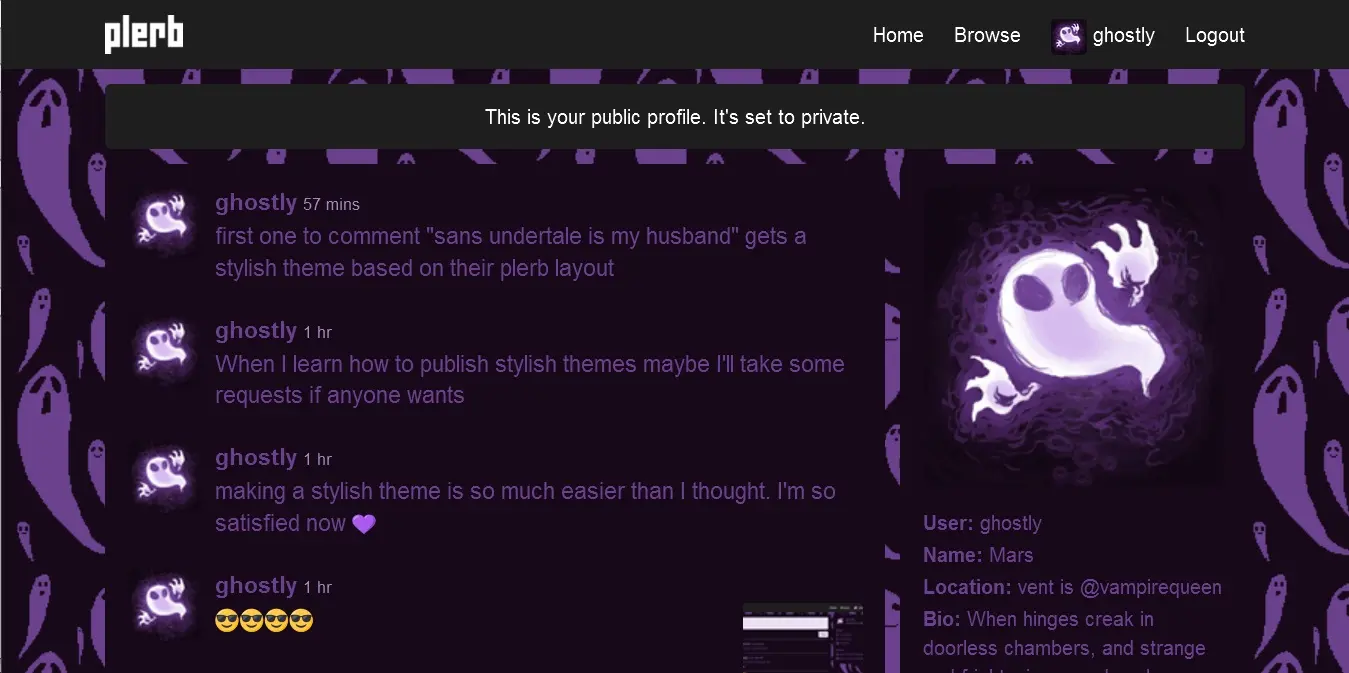 plerb
Home Browse ghostly Logout
This is your public profile. It's set to private.
ghostly 57 mins
first one to comment "sans undertale is my husband" gets a
stylish theme based on their plerb layout
ghostly 1 hr
When I learn how to publish stylish themes maybe I'll take some
requests if anyone wants
ghostly 1 hr
making a stylish theme is so much easier than I thought. I'm so
satisfied now 💜
ghostly 1 hr
😎😎😎😎
User: ghostly
Name: Mars
Location: vent is @vampirequeen
Bio: When hinges creak in
doorless chambers, and strange